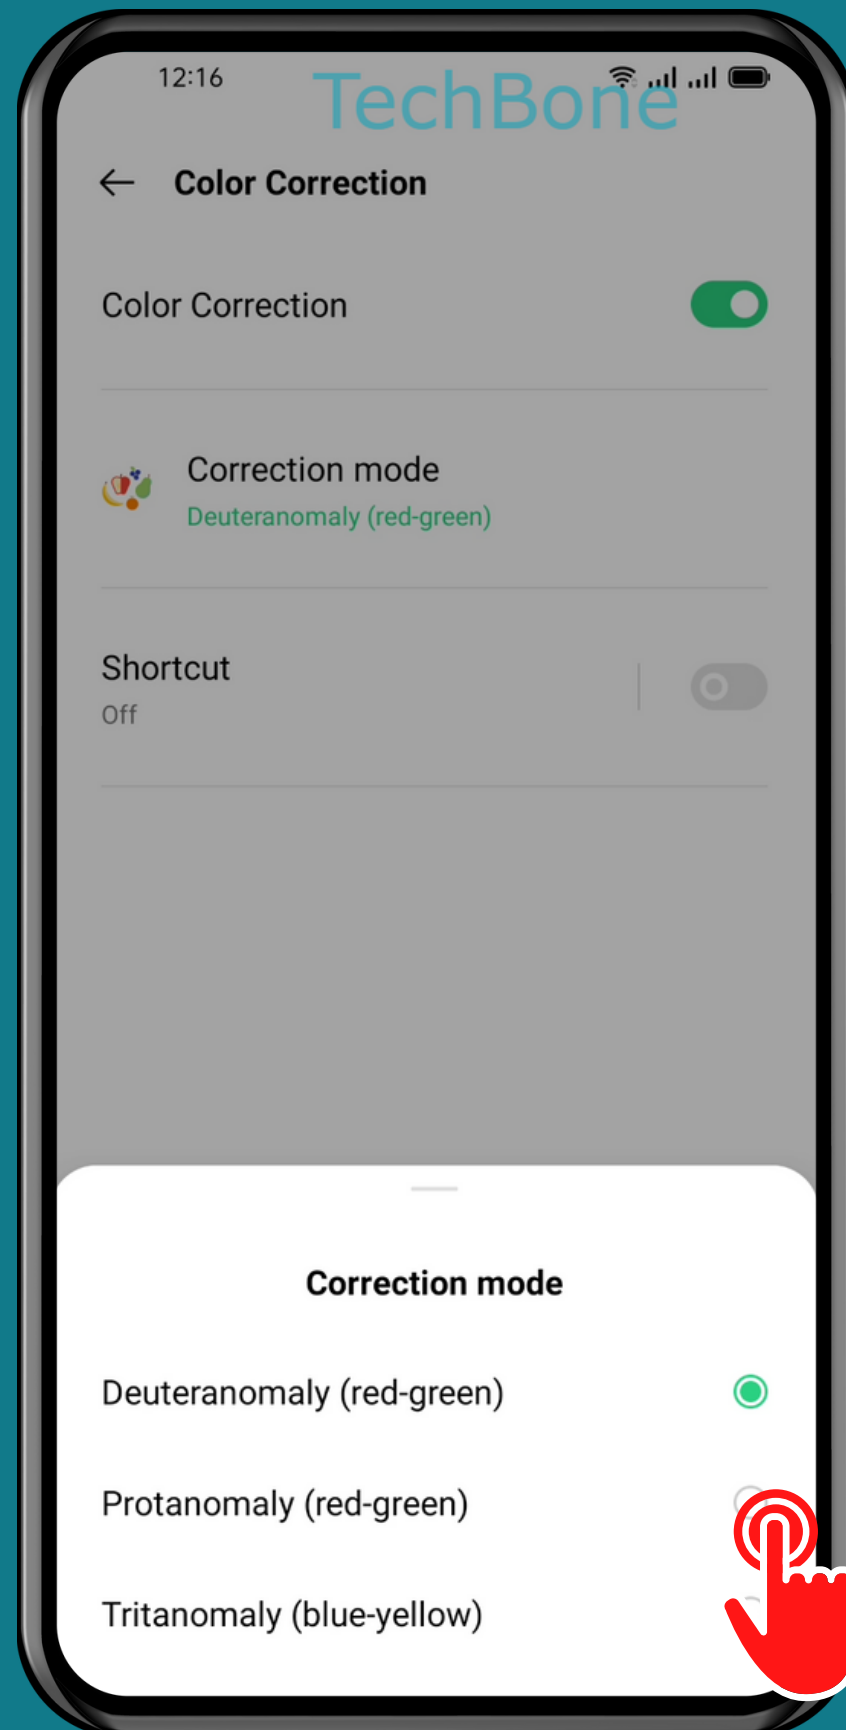 12:16
TechBone
Color Correction
Color Correction
Correction mode
Deuteranomaly (red-green)
Shortcut
Off
Correction mode
Deuteranomaly (red-green)
Protanomaly (red-green)
Tritanomaly (blue-yellow)